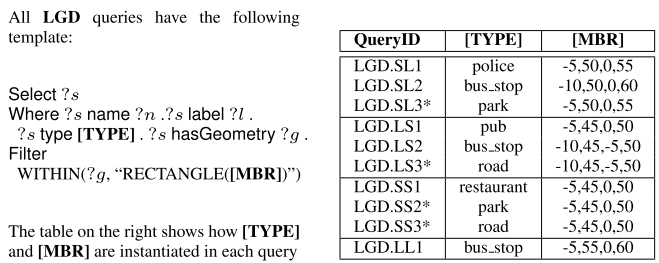 All LGD queries have the following
template:
Select ?s
Where ?s name ?n .?s label ?l .
?s type [TYPE] . ?s hasGeometry ?g .
Filter
WITHIN(?g, “RECTANGLE([MBR])”)
The table on the right shows how [TYPE]
and [MBR] are instantiated in each query
QueryID [TYPE] [MBR]
LGD.SL1 police -5,50,0,55
LGD.SL2 bus_stop -10,50,0,60
LGD.SL3* park -5,50,0,55
LGD.LS1 pub -5,45,0,50
LGD.LS2 bus_stop -10,45,-5,50
LGD.LS3* road -10,45,-5,50
LGD.SS1 restaurant -5,45,0,50
LGD.SS2* park -5,45,0,50
LGD.SS3* road -5,45,0,50
LGD.LL1 bus_stop -5,55,0,60